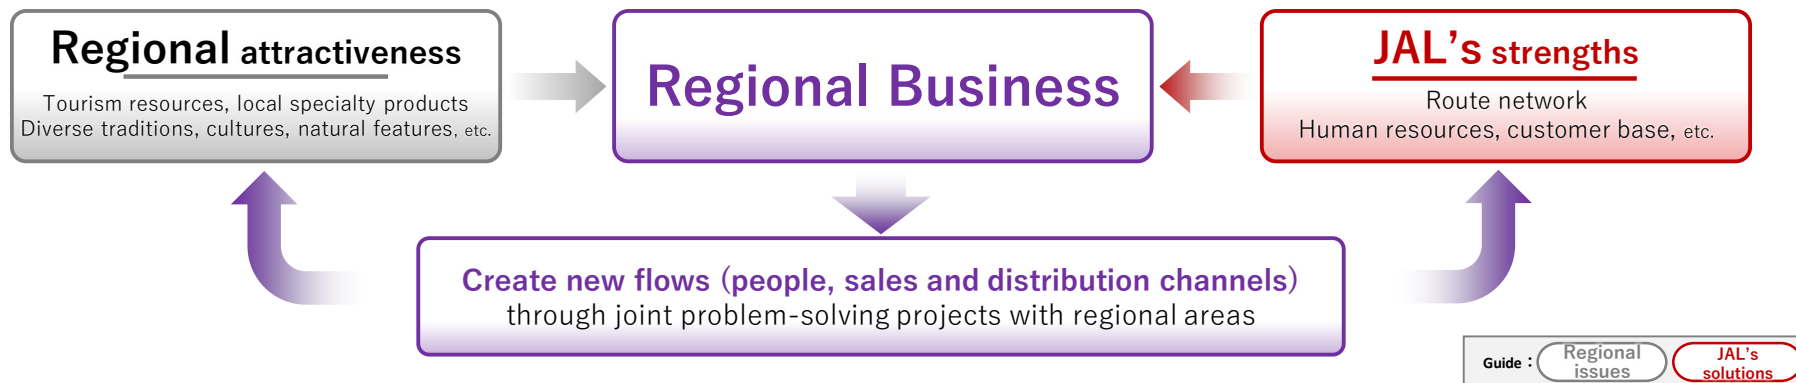 Regional attractiveness
Tourism resources, local specialty products
Diverse traditions, cultures, natural features, etc.
Regional Business
JAL’s strengths
Route network
Human resources, customer base, etc.
Create new flows (people, sales and distribution channels)
through joint problem-solving projects with regional areas
Guide：
Regional
issues
JAL’s
solutions